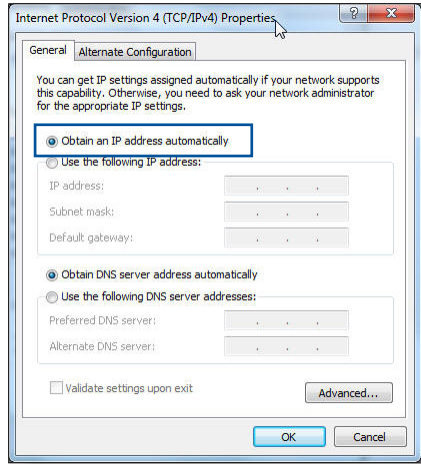 Internet Protocol Version 4 (TCP/IPv4) Properties
General
Alternate Configuration
You can get IP settings assigned automatically if your network supports
this capability. Otherwise, you need to ask your network administrator
for the appropriate IP settings.
Obtain an IP address automatically
Use the following IP address:
IP address:
Subnet mask:
Default gateway:
Obtain DNS server address automatically
Use the following DNS server addresses:
Preferred DNS server:
Alternate DNS server:
Validate settings upon exit
Advanced...
OK
Cancel